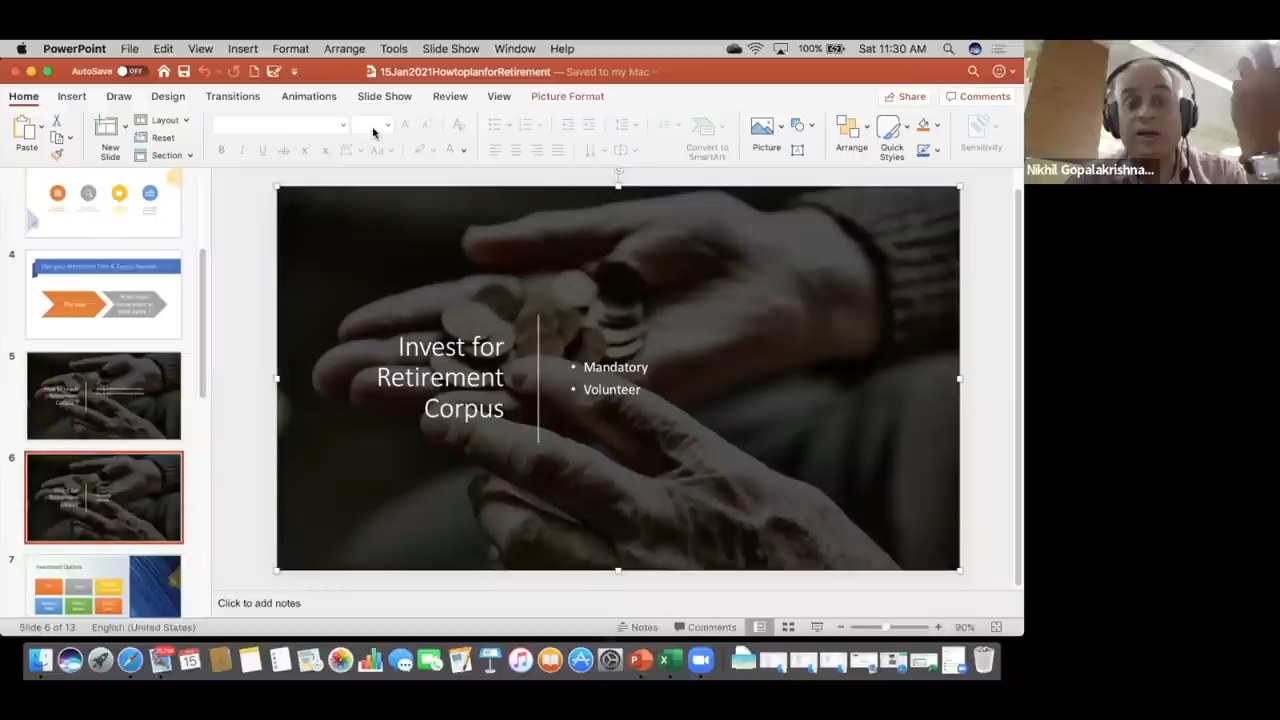 PowerPoint File Edit View Insert Format Arrange Tools Slide Show Window Help 100% Sat 11:30 AM
AutoSave OFF 15Jan2021HowtoplanforRetirement — Saved to my Mac
Home Insert Draw Design Transitions Animations Slide Show Review View Picture Format Share Comments
Paste
New Slide
Layout
Reset
Section
Convert to SmartArt
Picture
Arrange
Quick Styles
Sensitivity
Nikhil Gopalakrishna...
4
5
6
7
Investment Options
Invest for
Retirement
Corpus
• Mandatory
• Volunteer
Click to add notes
Slide 6 of 13 English (United States) Notes Comments 90%
15